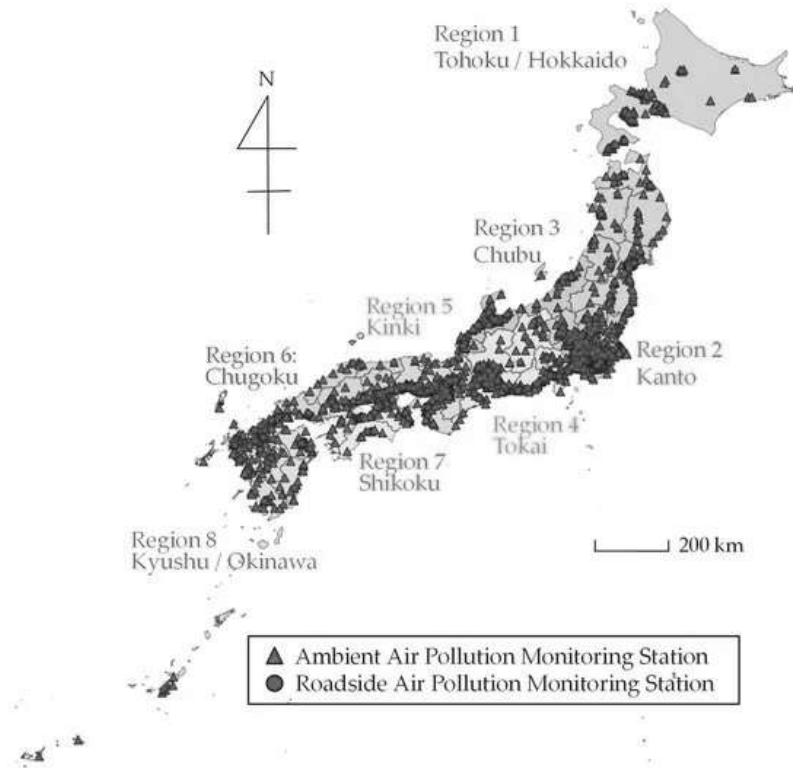 Region 1
Tohoku / Hokkaido
N
Region 3
Chubu
Region 5
Kinki
Region 6:
Chugoku
Region 2
Kanto
Region 4
Tokai
Region 7
Shikoku
Region 8
Kyushu / Okinawa
200 km
Ambient Air Pollution Monitoring Station
Roadside Air Pollution Monitoring Station